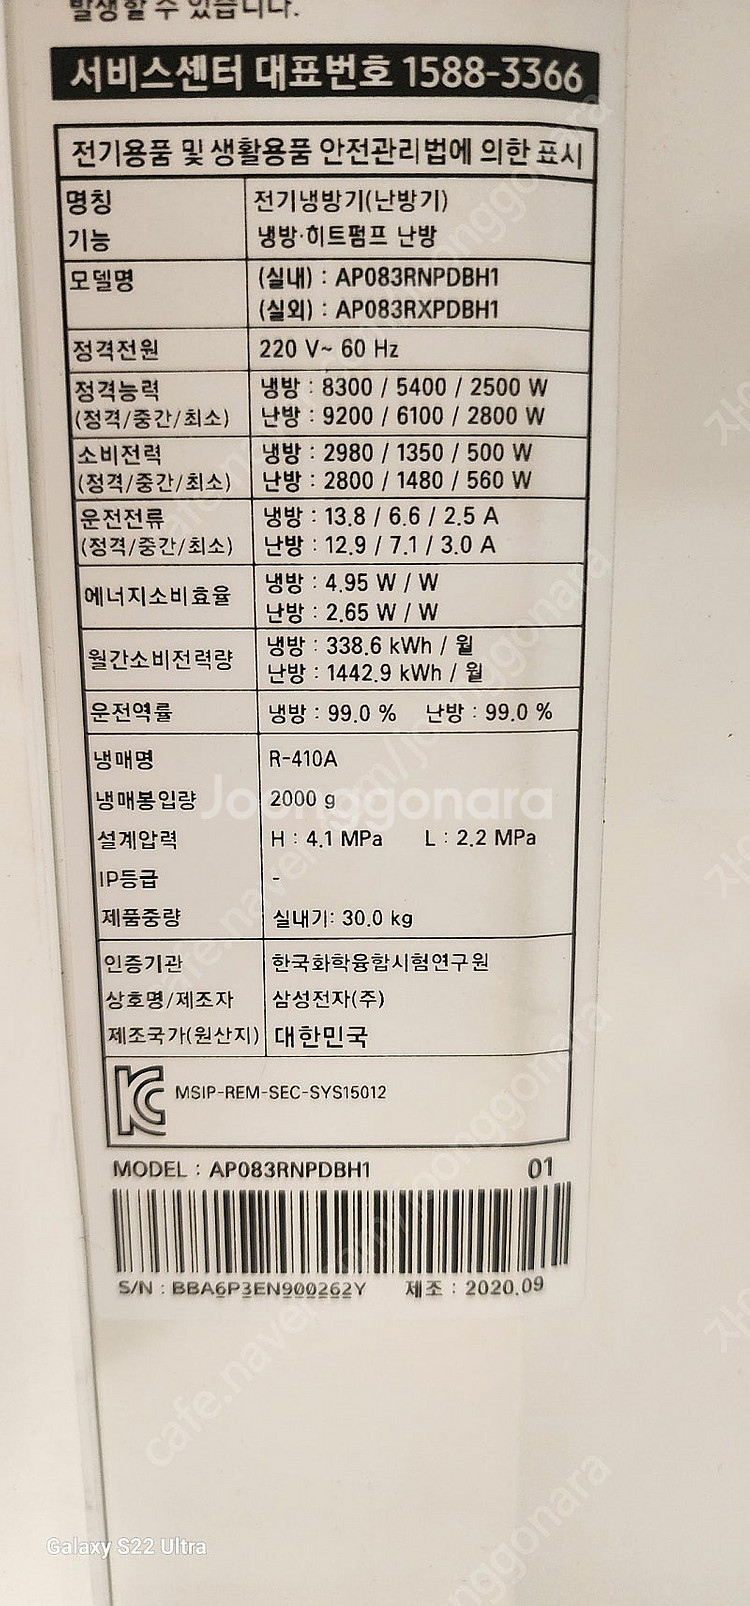 발생할 수 있습니다.
서비스센터 대표번호 1588-3366
전기용품 및 생활용품 안전관리법에 의한 표시
명칭 전기냉방기(난방기)
기능 냉방·히트펌프 난방
모델명 (실내) : AP083RNPDBH1
(실외) : AP083RXPDBH1
정격전원 220 V~ 60 Hz
정격능력 냉방 : 8300 / 5400 / 2500 W
(정격/중간/최소) 난방 : 9200 / 6100 / 2800 W
소비전력 냉방 : 2980 / 1350 / 500 W
(정격/중간/최소) 난방 : 2800 / 1480 / 560 W
운전전류 냉방 : 13.8 / 6.6 / 2.5 A
(정격/중간/최소) 난방 : 12.9 / 7.1 / 3.0 A
에너지소비효율 냉방 : 4.95 W / W
난방 : 2.65 W / W
월간소비전력량 냉방 : 338.6 kWh / 월
난방 : 1442.9 kWh / 월
운전역률 냉방 : 99.0 % 난방 : 99.0 %
냉매명 R-410A
냉매봉입량 2000 g
Joonggonara
설계압력 H : 4.1 MPa L : 2.2 MPa
IP등급 -
제품중량 실내기: 30.0 kg
인증기관 한국화학융합시험연구원
상호명/제조자 삼성전자(주)
제조국가(원산지) 대한민국
MSIP-REM-SEC-SYS15012
MODEL : AP083RNPDBH1 01
S/N : BBA6P3EN900262Y 제조 : 2020.09
Galaxy S22 Ultra